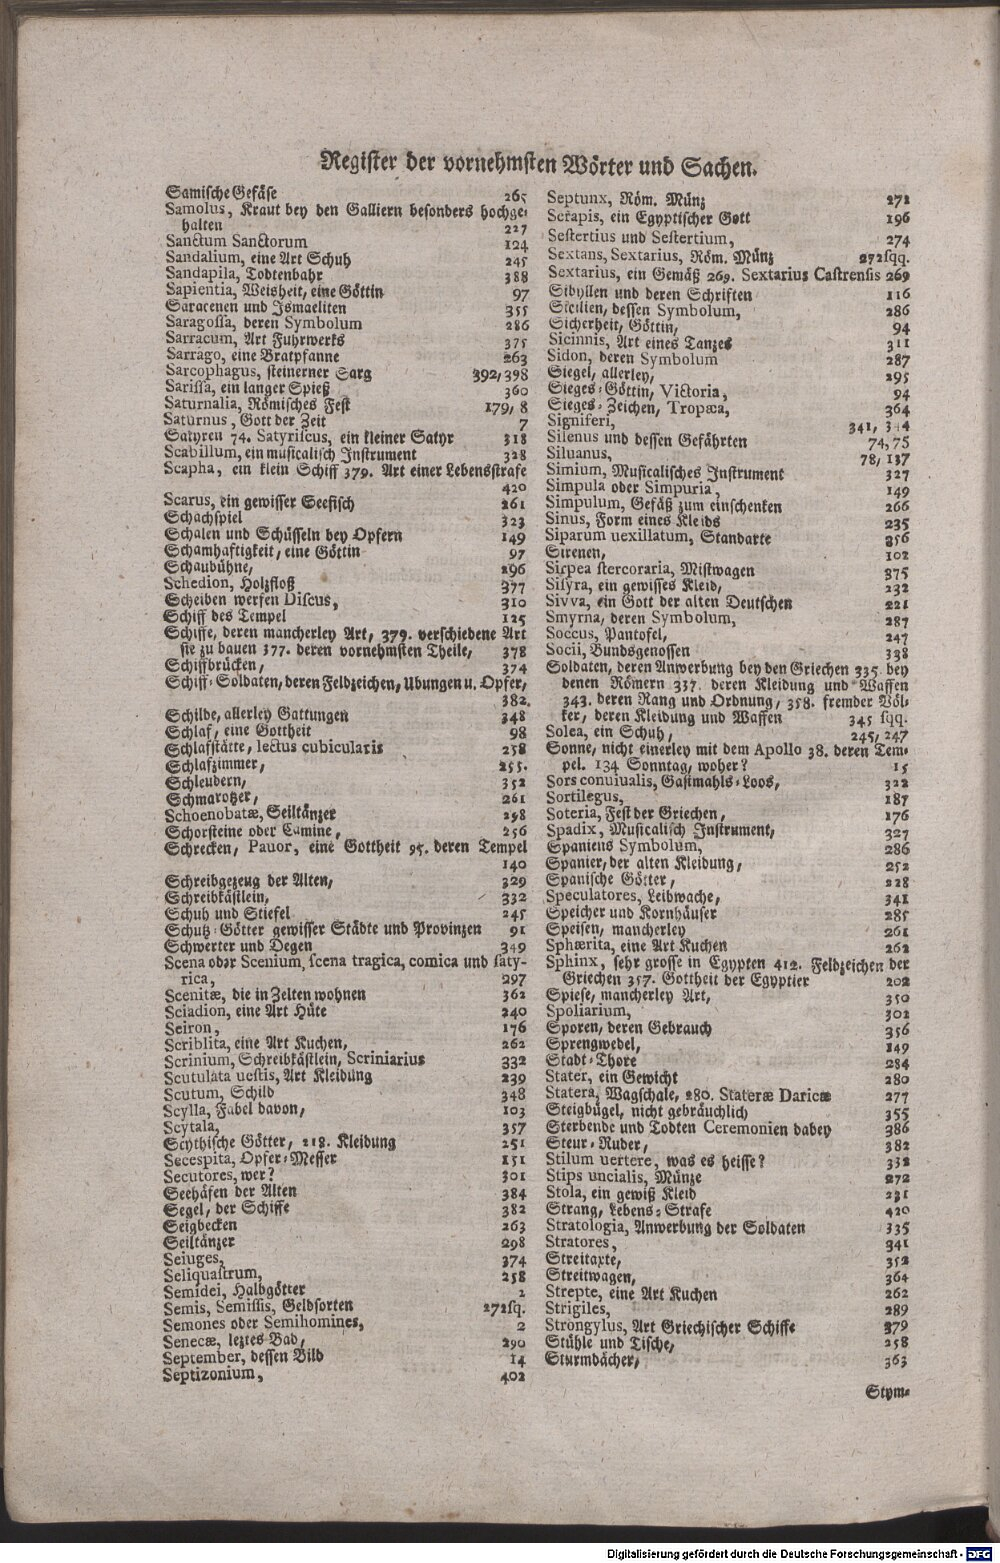 Register der vornehmsten Wörter und Sachen.
Samische Gefäse 265
Samolus, Kraut bey den Galliern besonders hochge-
halten 227
Sanctum Sanctorum 124
Sandalium, eine Art Schuh 245
Sandapila, Todtenbahr 388
Sapientia, Weisheit, eine Göttin 97
Saracenen und Ismaeliten 355
Saragossa, deren Symbolum 286
Sarracum, Art Fuhrwerks 375
Sarrago, eine Bratpfanne 263
Sarcophagus, steinerner Sarg 392, 398
Sarissa, ein langer Spieß 360
Saturnalia, Römisches Fest 179, 8
Saturnus, Gott der Zeit 7
Satyren 74. Satyriscus, ein kleiner Satyr 318
Scabillum, ein musicalisch Instrument 328
Scapha, ein klein Schiff 379. Art einer Lebensstrafe
420
Scarus, ein gewisser Seefisch 261
Schachspiel 323
Schalen und Schüsseln bey Opfern 149
Schamhaftigkeit, eine Göttin 97
Schaubühne, 296
Schedion, Holzfloß 377
Scheiben werfen Discus, 310
Schiff des Tempel 125
Schiffe, deren mancherley Art, 379. verschiedene Art
sie zu bauen 377. deren vornehmsten Theile, 378
Schiffbrücken, 374
Schiff-Soldaten, deren Feldzeichen, Ubungen u. Opfer,
382.
Schilde, allerley Gattungen 348
Schlaf, eine Gottheit 98
Schlafstätte, lectus cubicularis 258
Schlafzimmer, 255.
Schleudern, 352
Schmarotzer, 261
Schoenobatæ, Seiltänzer 298
Schorsteine oder Camine, 256
Schrecken, Pavor, eine Gottheit 95. deren Tempel
140
Schreibgezeug der Alten, 329
Schreibkästlein, 332
Schuh und Stiefel 245
Schutz-Götter gewisser Städte und Provinzen 91
Schwerter und Degen 349
Scena oder Scenium, scena tragica, comica und saty-
rica, 297
Scenitæ, die in Zelten wohnen 362
Sciadion, eine Art Hüte 240
Sciron, 176
Scriblita, eine Art Kuchen, 262
Scrinium, Schreibkästlein, Scriniarius 332
Scutulata uestis, Art Kleidung 239
Scutum, Schild 348
Scylla, Fabel davon, 103
Scytala, 357
Scythische Götter, 218. Kleidung 251
Secespita, Opfer-Messer 151
Secutores, wer? 301
Seehäfen der Alten 384
Segel, der Schiffe 382
Seigbecken 263
Seiltänzer 298
Seiuges, 374
Seliquastrum, 258
Semidei, Halbgötter 2
Semis, Semissis, Geldsorten 272 sq.
Semones oder Semihomines, 2
Senecæ, leztes Bad, 290
September, dessen Bild 14
Septizonium, 402
Septunx, Röm. Münz 272
Serapis, ein Egyptischer Gott 196
Sestertius und Sestertium, 274
Sextans, Sextarius, Röm. Münz 272 sqq.
Sextarius, ein Gemäß 269. Sextarius Castrensis 269
Sibyllen und deren Schriften 116
Sicilien, dessen Symbolum, 286
Sicherheit, Göttin, 94
Sicinnis, Art eines Tanzes 311
Sidon, deren Symbolum 287
Siegel, allerley, 295
Sieges-Göttin, Victoria, 94
Sieges-Zeichen, Tropæa, 364
Signiferi, 341, 344
Silenus und dessen Gefährten 74, 75
Siluanus, 78, 137
Simium, Musicalisches Instrument 327
Simpula oder Simpuria, 149
Simpulum, Gefäß zum einschenken 266
Sinus, Form eines Kleids 235
Siparum uexillatum, Standarte 356
Sirenen, 102
Sirpea stercoraria, Mistwagen 375
Sisyra, ein gewisses Kleid, 232
Sivva, ein Gott der alten Deutschen 221
Smyrna, deren Symbolum, 287
Soccus, Pantofel, 247
Socii, Bundsgenossen 338
Soldaten, deren Anwerbung bey den Griechen 335. bey
denen Römern 337. deren Kleidung und Waffen
343. deren Rang und Ordnung, 358. fremder Völ-
ker, deren Kleidung und Waffen 345 sqq.
Solea, ein Schuh, 245, 247
Sonne, nicht einerley mit dem Apollo 38. deren Tem-
pel. 134 Sonntag, woher? 15
Sors conuiualis, Gastmahls-Loos, 322
Sortilegus, 187
Soteria, Fest der Griechen, 176
Spadix, Musicalisch Instrument, 327
Spaniens Symbolum, 286
Spanier, der alten Kleidung, 252
Spanische Götter, 228
Speculatores, Leibwache, 341
Speicher und Kornhäuser 285
Speisen, mancherley 261
Sphærita, eine Art Kuchen 262
Sphinx, sehr grosse in Egypten 412. Feldzeichen der
Griechen 357. Gottheit der Egyptier 202
Spiese, mancherley Art, 350
Spoliarium, 302
Sporen, deren Gebrauch 356
Sprengwedel, 149
Stadt-Thore 284
Stater, ein Gewicht 280
Statera, Wagschale, 280. Stateræ Daricæ 277
Steigbügel, nicht gebräuchlich 355
Sterbende und Todten Ceremonien dabey 386
Steur-Ruder, 382
Stilum uertere, was es heisse? 332
Stips uncialis, Münze 272
Stola, ein gewiß Kleid 231
Strang, Lebens-Strafe 420
Stratologia, Anwerbung der Soldaten 335
Stratores, 341
Streitaxte, 352
Streitwagen, 364
Strepte, eine Art Kuchen 262
Strigiles, 289
Strongylus, Art Griechischer Schiffe 379
Stühle und Tische, 258
Sturmdächer, 363
Stym-
Digitalisierung gefördert durch die Deutsche Forschungsgemeinschaft - DFG